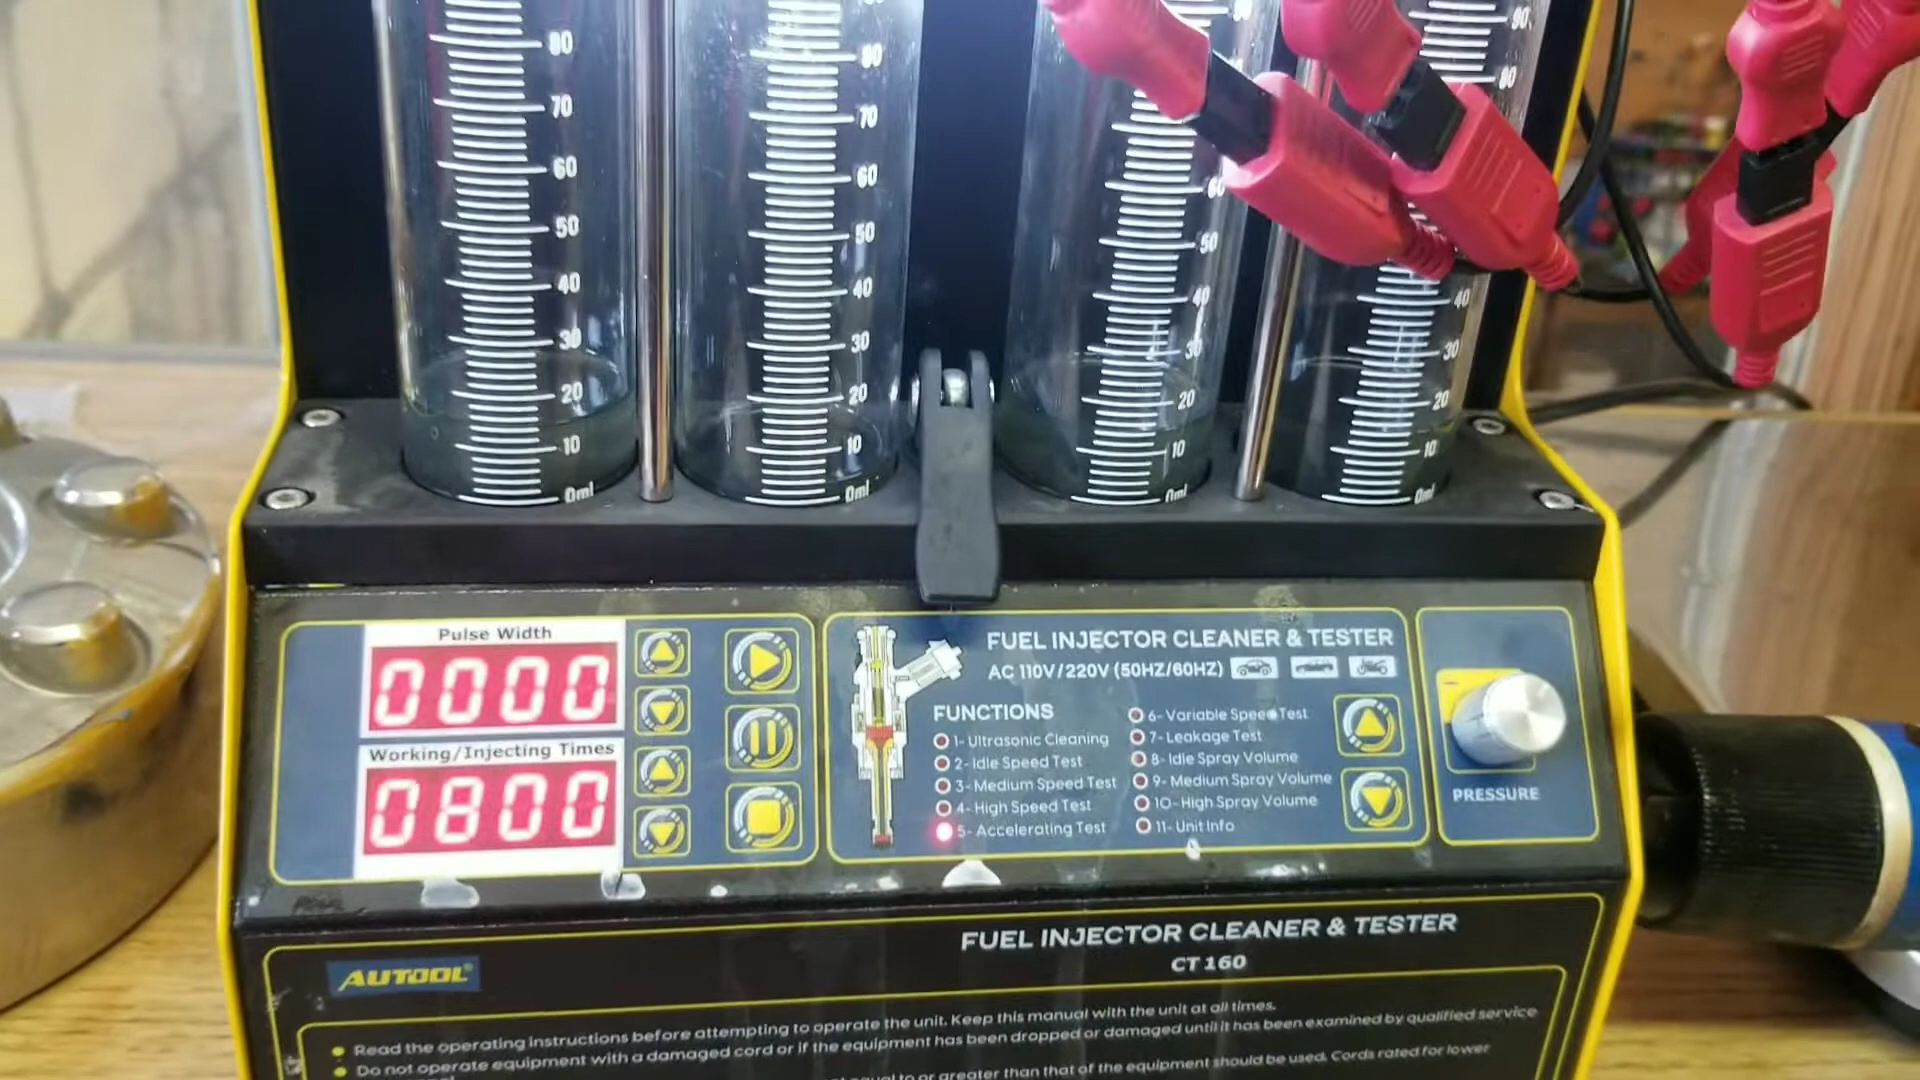 80
70
60
50
40
30
20
10
0ml
80
70
60
50
40
30
20
10
0ml
60
50
40
30
20
10
0ml
90
80
40
30
20
10
0ml
Pulse Width
0000
Working/Injecting Times
0800
FUEL INJECTOR CLEANER & TESTER
AC 110V/220V (50HZ/60HZ)
FUNCTIONS
1- Ultrasonic Cleaning
2- Idle Speed Test
3- Medium Speed Test
4- High Speed Test
5- Accelerating Test
6- Variable Speed Test
7- Leakage Test
8- Idle Spray Volume
9- Medium Spray Volume
10- High Spray Volume
11- Unit Info
PRESSURE
FUEL INJECTOR CLEANER & TESTER
CT160
AUTOOL®
Read the operating instructions before attempting to operate the unit. Keep this manual with the unit at all times.
Do not operate equipment with a damaged cord or if the equipment has been dropped or damaged until it has been examined by qualified service
equal to or greater than that of the equipment should be used. Cords rated for lower